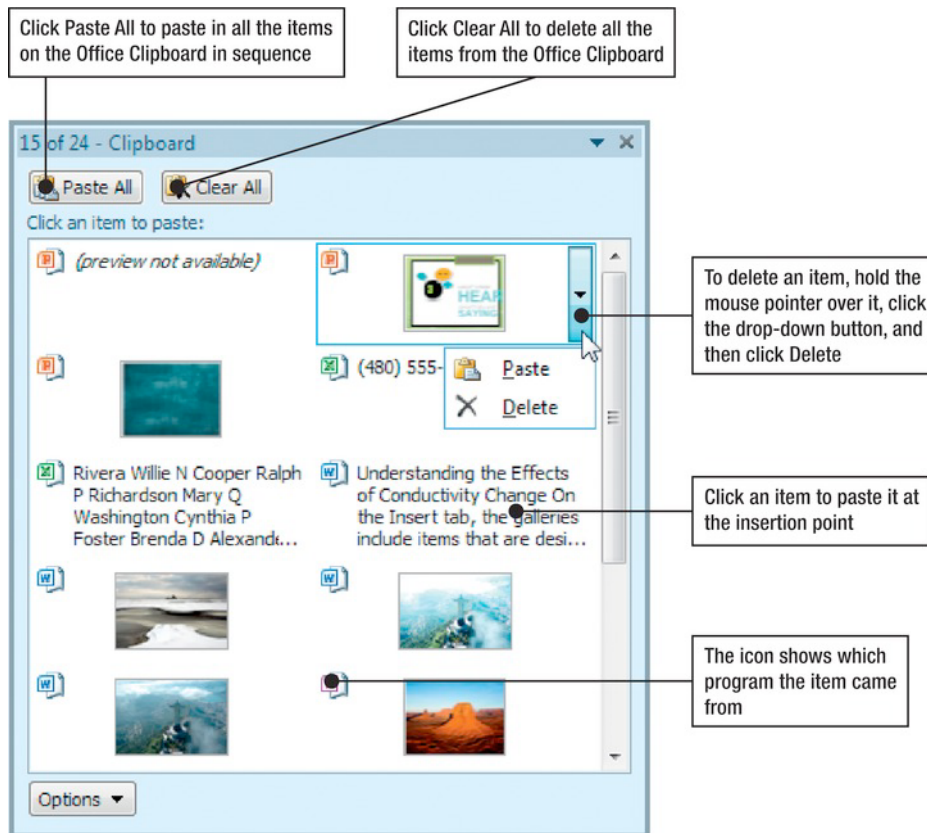 Click Paste All to paste in all the items
on the Office Clipboard in sequence
Click Clear All to delete all the
items from the Office Clipboard
15 of 24 - Clipboard
Paste All
Clear All
Click an item to paste:
(preview not available)
3
HEAR
SAYING
To delete an item, hold the
mouse pointer over it, click
the drop-down button, and
then click Delete
(480) 555-
Paste
Delete
Rivera Willie N Cooper Ralph
P Richardson Mary Q
Washington Cynthia P
Foster Brenda D Alexande...
Understanding the Effects
of Conductivity Change On
the Insert tab, the galleries
include items that are desi...
Click an item to paste it at
the insertion point
The icon shows which
program the item came
from
Options